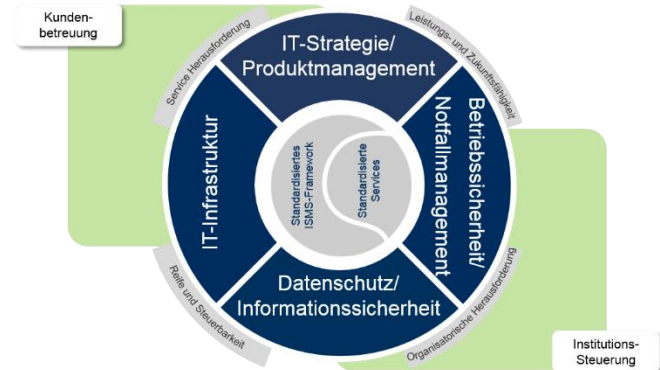 Kunden-
betreuung
Service Herausforderung
Leistungs- und Zukunftsfähigkeit
IT-Strategie/
Produktmanagement
IT-Infrastruktur
Standardisiertes
ISMS-Framework
Standardisierte
Services
Betriebssicherheit/
Notfallmanagement
Datenschutz/
Informationssicherheit
Reife und Steuerbarkeit
Organisatorische Herausforderung
Institutions-
Steuerung